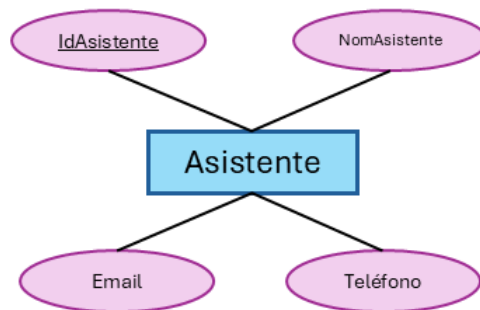 IdAsistente
NomAsistente
Asistente
Email
Teléfono